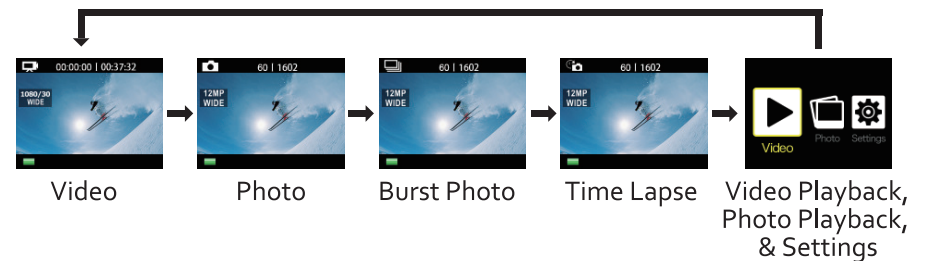 00:00:00 | 00:37:32
1080/30
WIDE
Video
60 | 1602
12MP
WIDE
Photo
60 | 1602
12MP
WIDE
Burst Photo
60 | 1602
12MP
WIDE
Time Lapse
Video
Photo
Settings
Video Playback,
Photo Playback,
& Settings